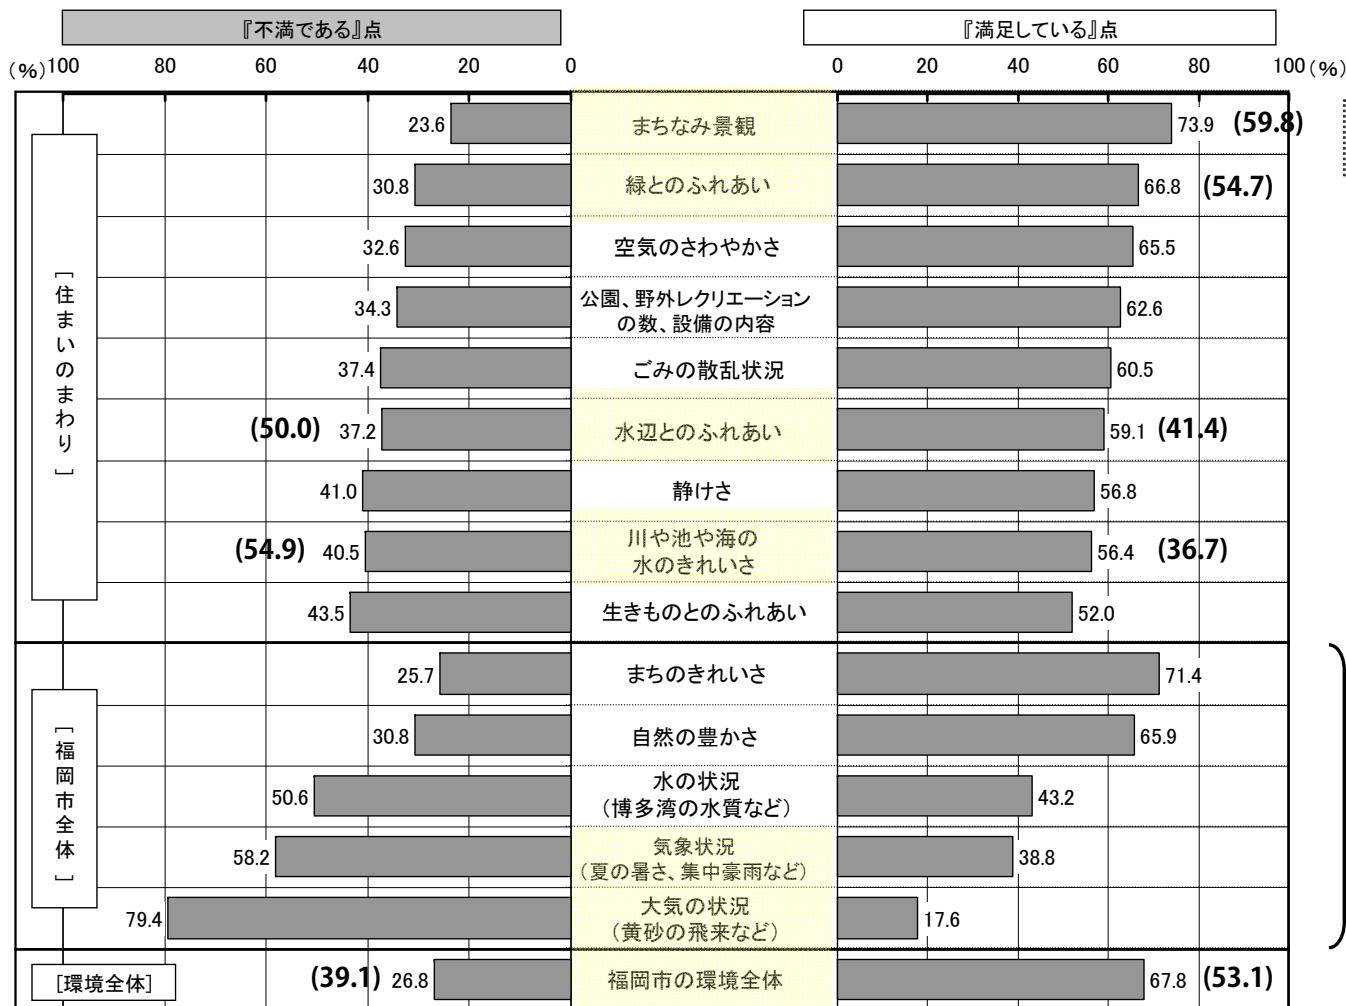 『不満である』点
『満足している』点
(%) 100 80 60 40 20 0
0 20 40 60 80 100 (%)
[住まいのまわり]
23.6 まちなみ景観 73.9 (59.8)
30.8 緑とのふれあい 66.8 (54.7)
32.6 空気のさわやかさ 65.5
34.3 公園、野外レクリエーション
の数、設備の内容 62.6
37.4 ごみの散乱状況 60.5
(50.0) 37.2 水辺とのふれあい 59.1 (41.4)
41.0 静けさ 56.8
(54.9) 40.5 川や池や海の
水のきれいさ 56.4 (36.7)
43.5 生きものとのふれあい 52.0
[福岡市全体]
25.7 まちのきれいさ 71.4
30.8 自然の豊かさ 65.9
50.6 水の状況
(博多湾の水質など) 43.2
58.2 気象状況
(夏の暑さ、集中豪雨など) 38.8
79.4 大気の状況
(黄砂の飛来など) 17.6
[環境全体] (39.1) 26.8 福岡市の環境全体 67.8 (53.1)